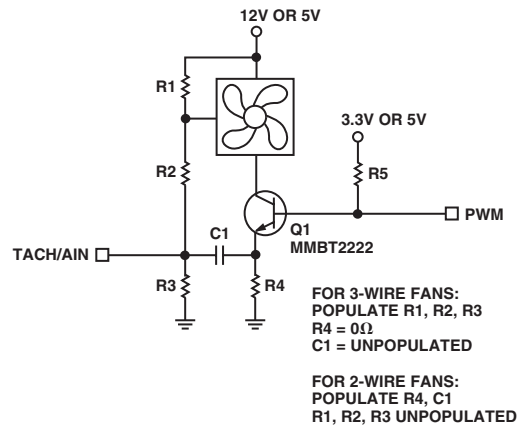 12V OR 5V
R1
3.3V OR 5V
R2
R5
Q1
MMBT2222
PWM
C1
TACH/AIN
R3
R4
FOR 3-WIRE FANS:
POPULATE R1, R2, R3
R4 = 0Ω
C1 = UNPOPULATED
FOR 2-WIRE FANS:
POPULATE R4, C1
R1, R2, R3 UNPOPULATED